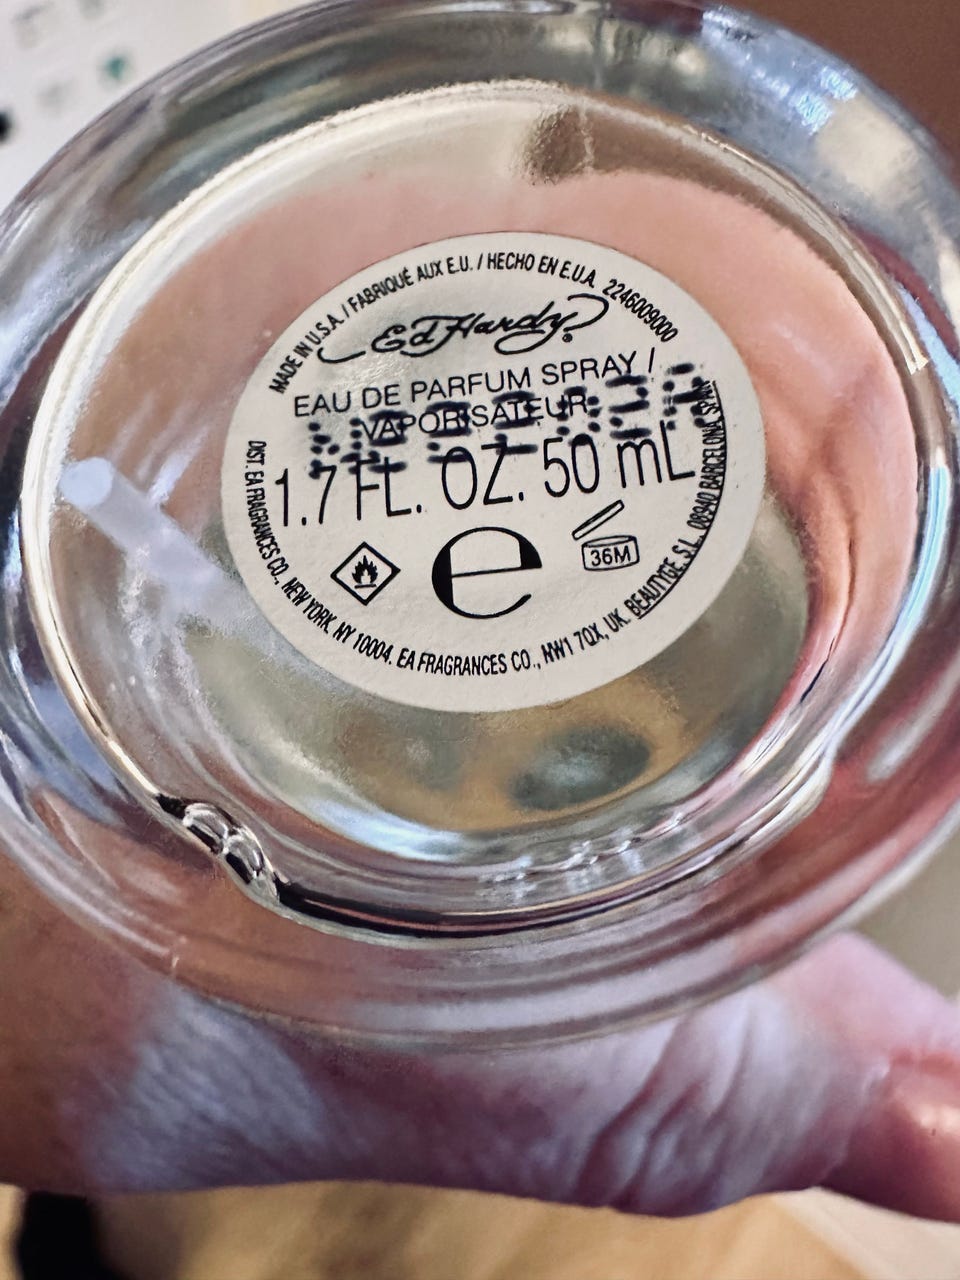 MADE IN U.S.A. / FABRIQUÉ AUX E.U. / HECHO EN E.U.A. 2246009000
Ed Hardy®
EAU DE PARFUM SPRAY /
VAPORISATEUR
1.7 FL. OZ. 50 mL
e
36M
DIST. EA FRAGRANCES CO., NEW YORK, NY 10004. EA FRAGRANCES CO., NW1 7QX, UK. BEAUTYGE, S.L., 08940 BARCELONA, SPAIN